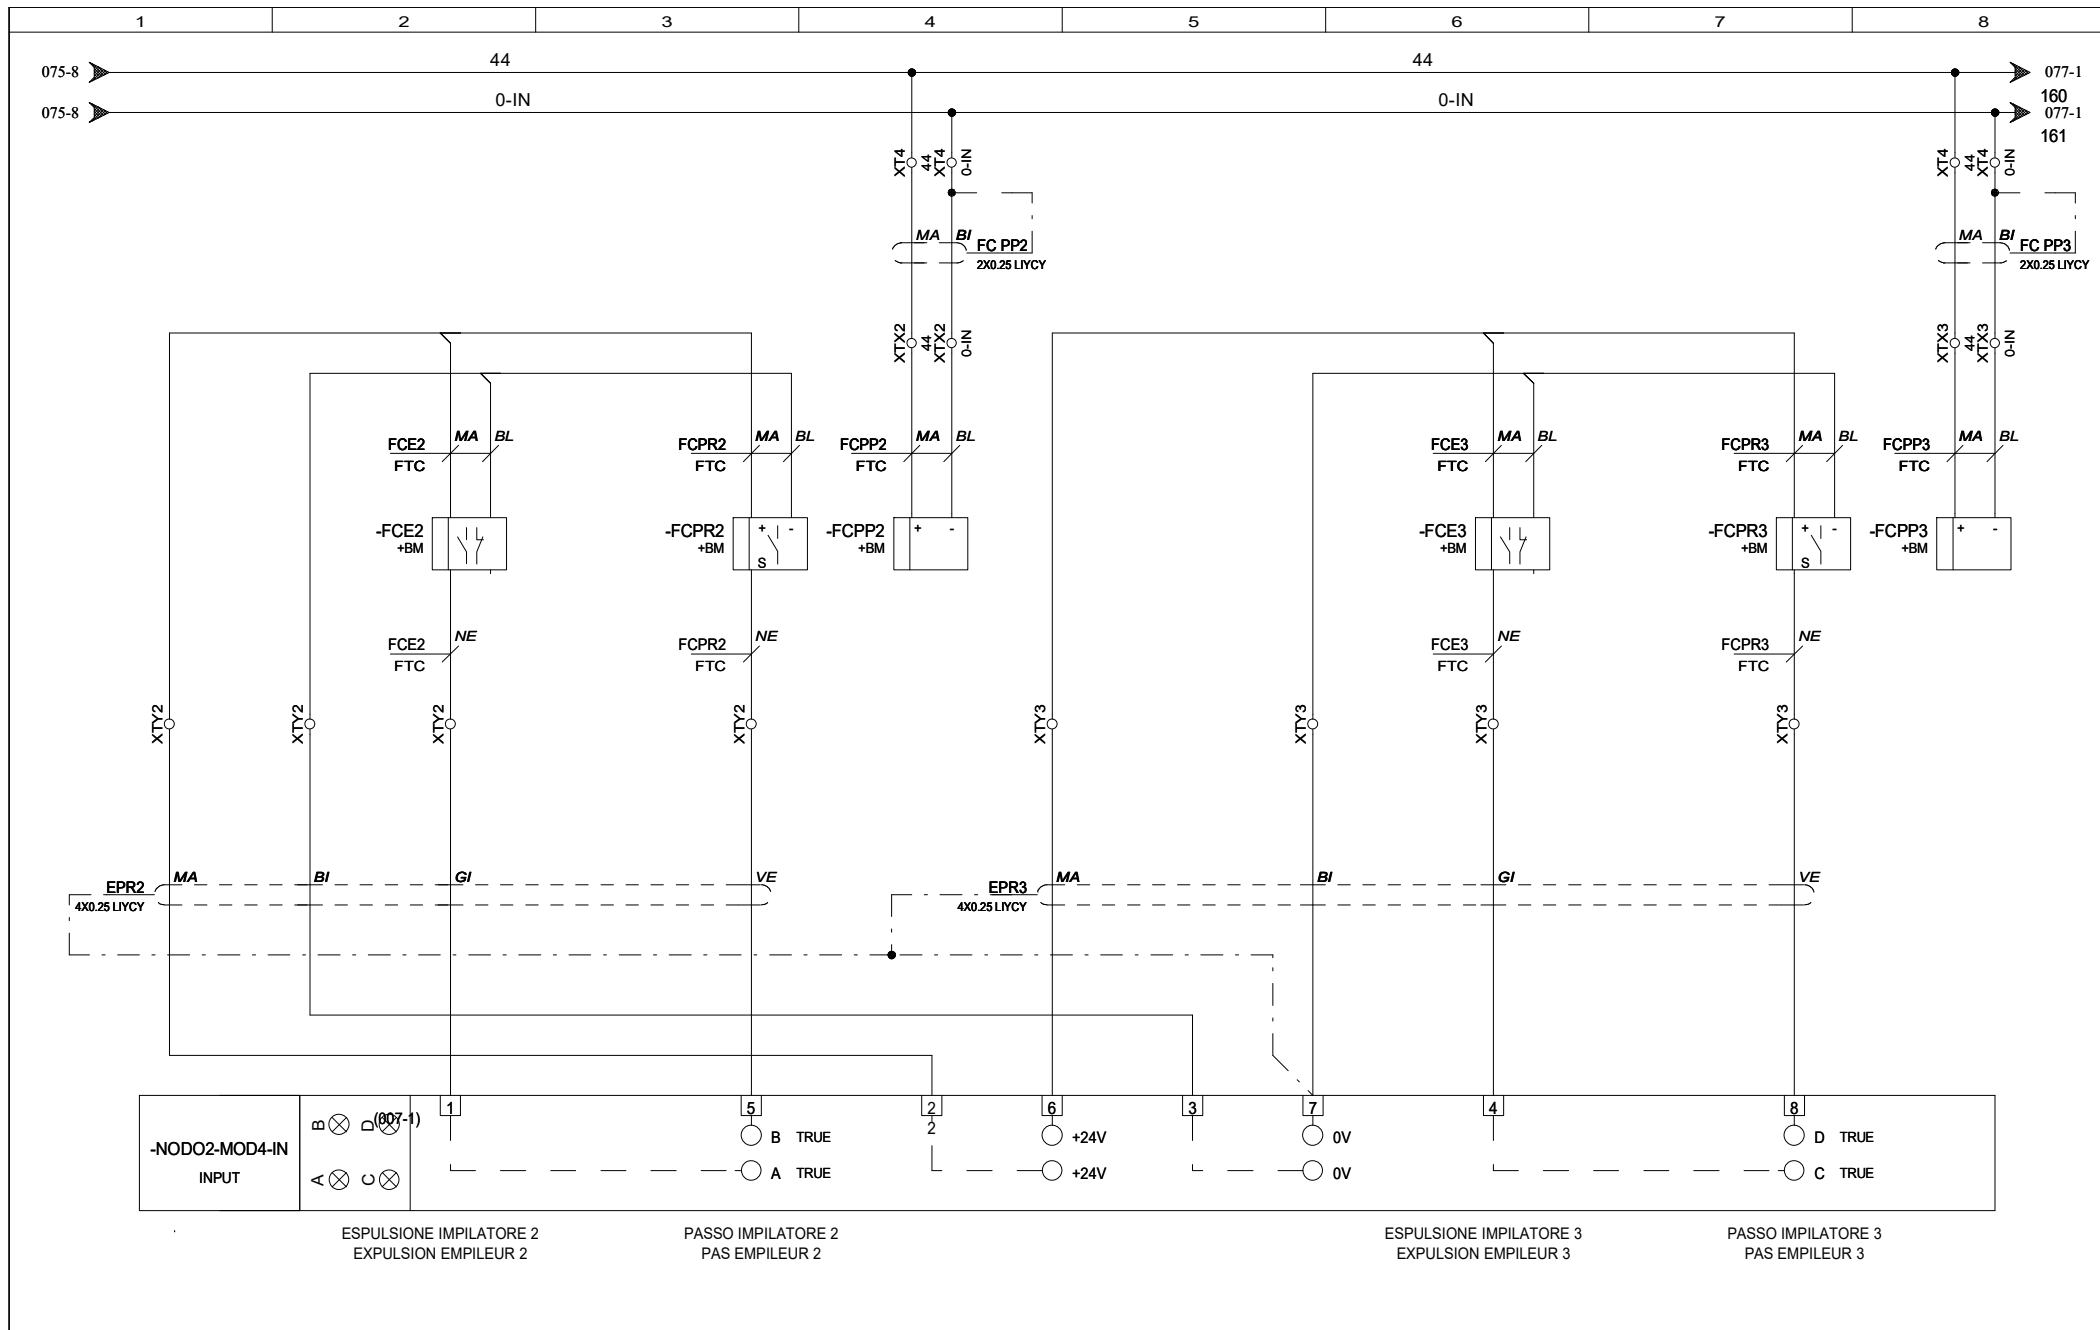 1 2 3 4 5 6 7 8
075-8 44 44 077-1
160
075-8 0-IN 0-IN 077-1
161
XT4 44 XT4 0-IN XT4 44 XT4 0-IN
MA BI FC PP2 MA BI FC PP3
2X0.25 LIYCY 2X0.25 LIYCY
XTX2 44 XTX2 0-IN XTX3 44 XTX3 0-IN
FCE2 MA BL FCPR2 MA BL FCPP2 MA BL FCE3 MA BL FCPR3 MA BL FCPP3 MA BL
FTC FTC FTC FTC FTC FTC
-FCE2 -FCPR2 + - -FCPP2 + - -FCE3 -FCPR3 + - -FCPP3 + -
+BM +BM +BM +BM +BM +BM
S S
FCE2 NE FCPR2 NE FCE3 NE FCPR3 NE
FTC FTC FTC FTC
XTY2 XTY2 XTY2 XTY2 XTY3 XTY3 XTY3 XTY3
EPR2 MA BI GI VE EPR3 MA BI GI VE
4X0.25 LIYCY 4X0.25 LIYCY
1 5 2 6 3 7 4 8
B D (007-1) 2
B TRUE +24V 0V D TRUE
-NODO2-MOD4-IN
INPUT
A C A TRUE +24V 0V C TRUE
ESPULSIONE IMPILATORE 2 PASSO IMPILATORE 2 ESPULSIONE IMPILATORE 3 PASSO IMPILATORE 3
EXPULSION EMPILEUR 2 PAS EMPILEUR 2 EXPULSION EMPILEUR 3 PAS EMPILEUR 3